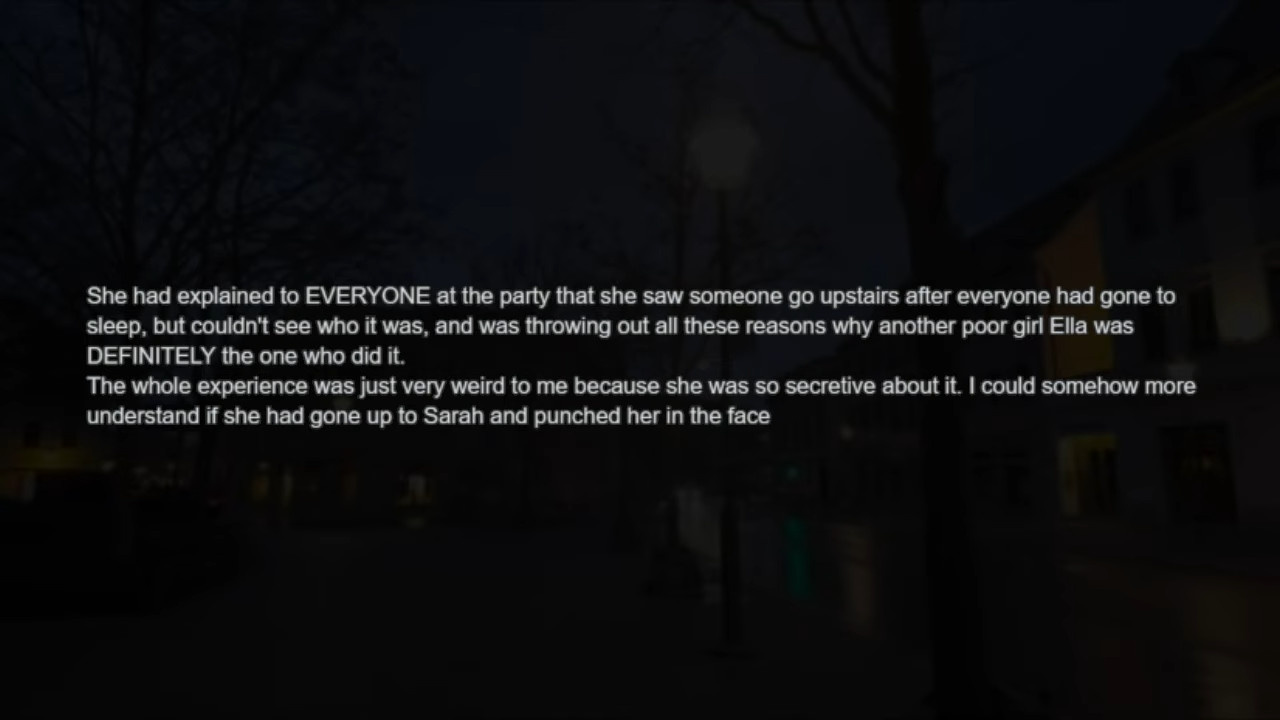 She had explained to EVERYONE at the party that she saw someone go upstairs after everyone had gone to
sleep, but couldn't see who it was, and was throwing out all these reasons why another poor girl Ella was
DEFINITELY the one who did it.
The whole experience was just very weird to me because she was so secretive about it. I could somehow more
understand if she had gone up to Sarah and punched her in the face